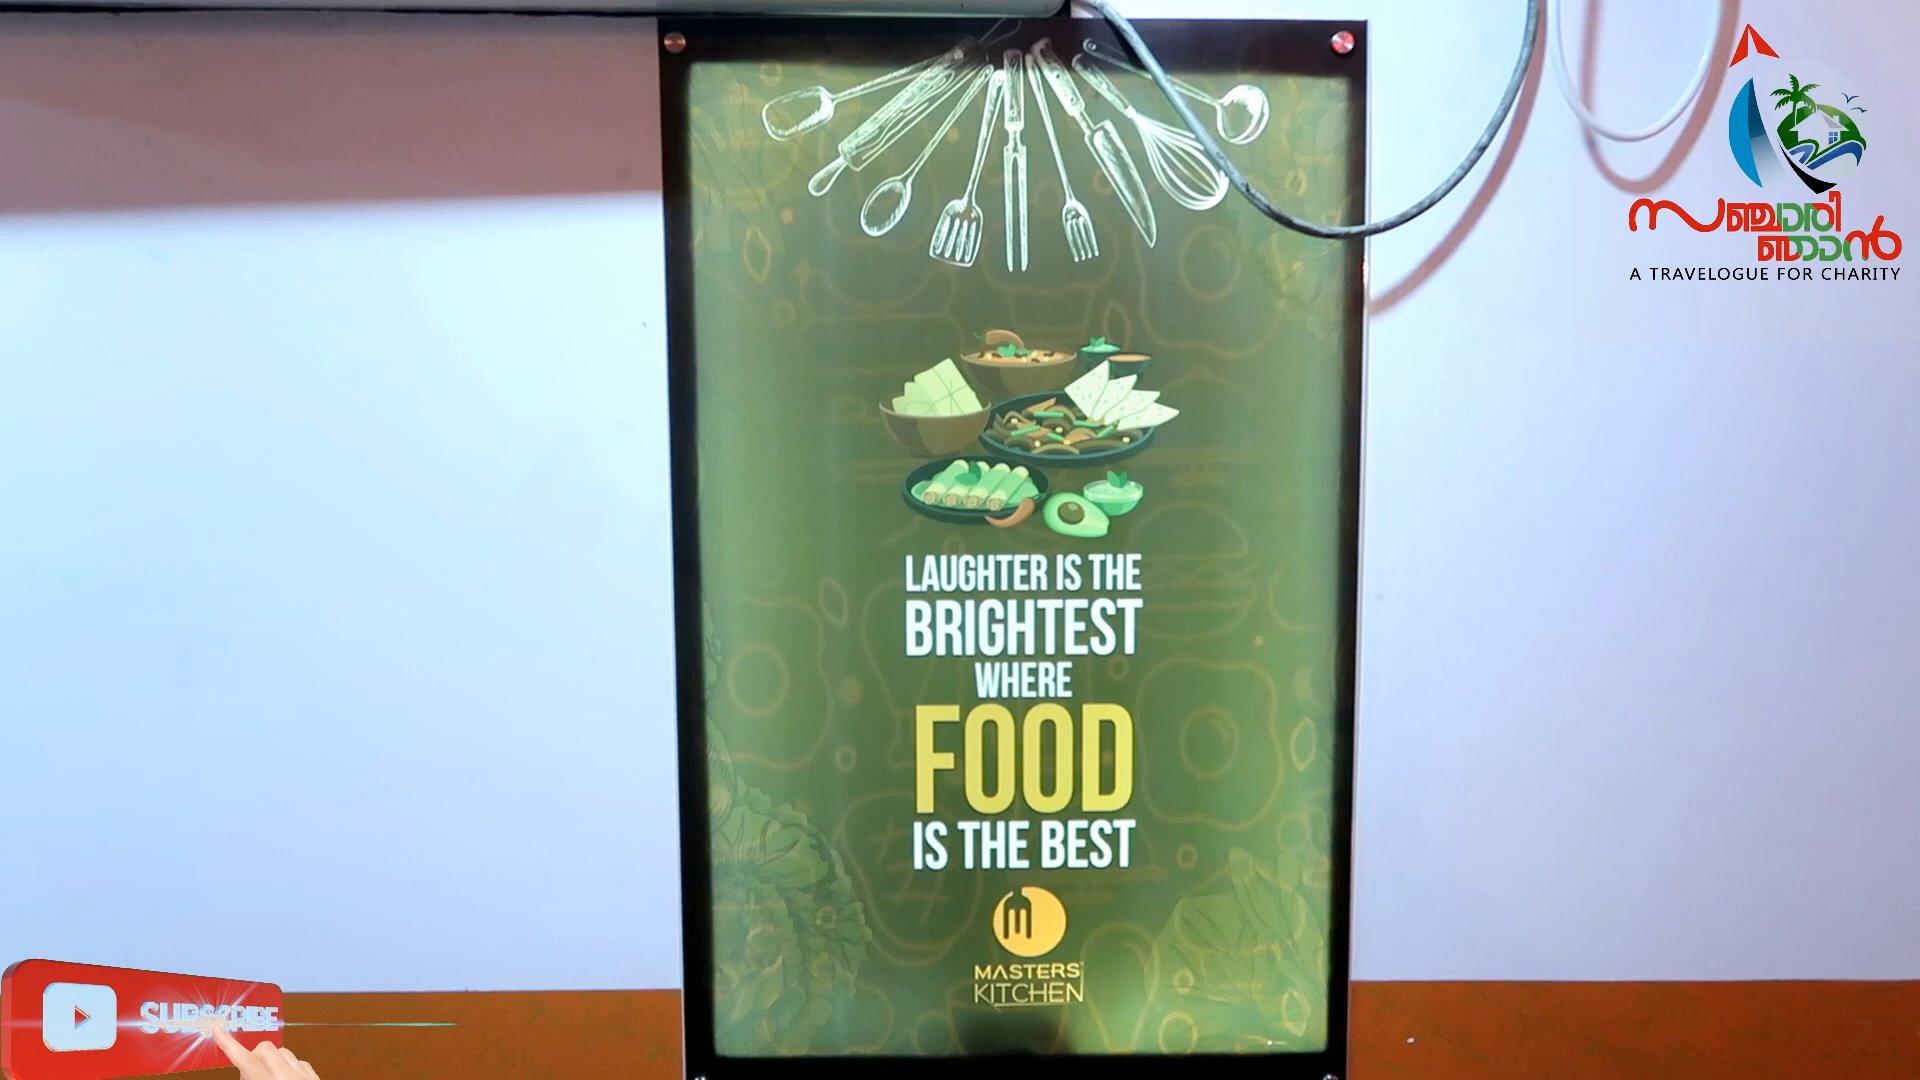 സഞ്ചാരി
ഞാൻ
A TRAVELOGUE FOR CHARITY
LAUGHTER IS THE
BRIGHTEST
WHERE
FOOD
IS THE BEST
MASTERS
KITCHEN
SUBSCRIBE